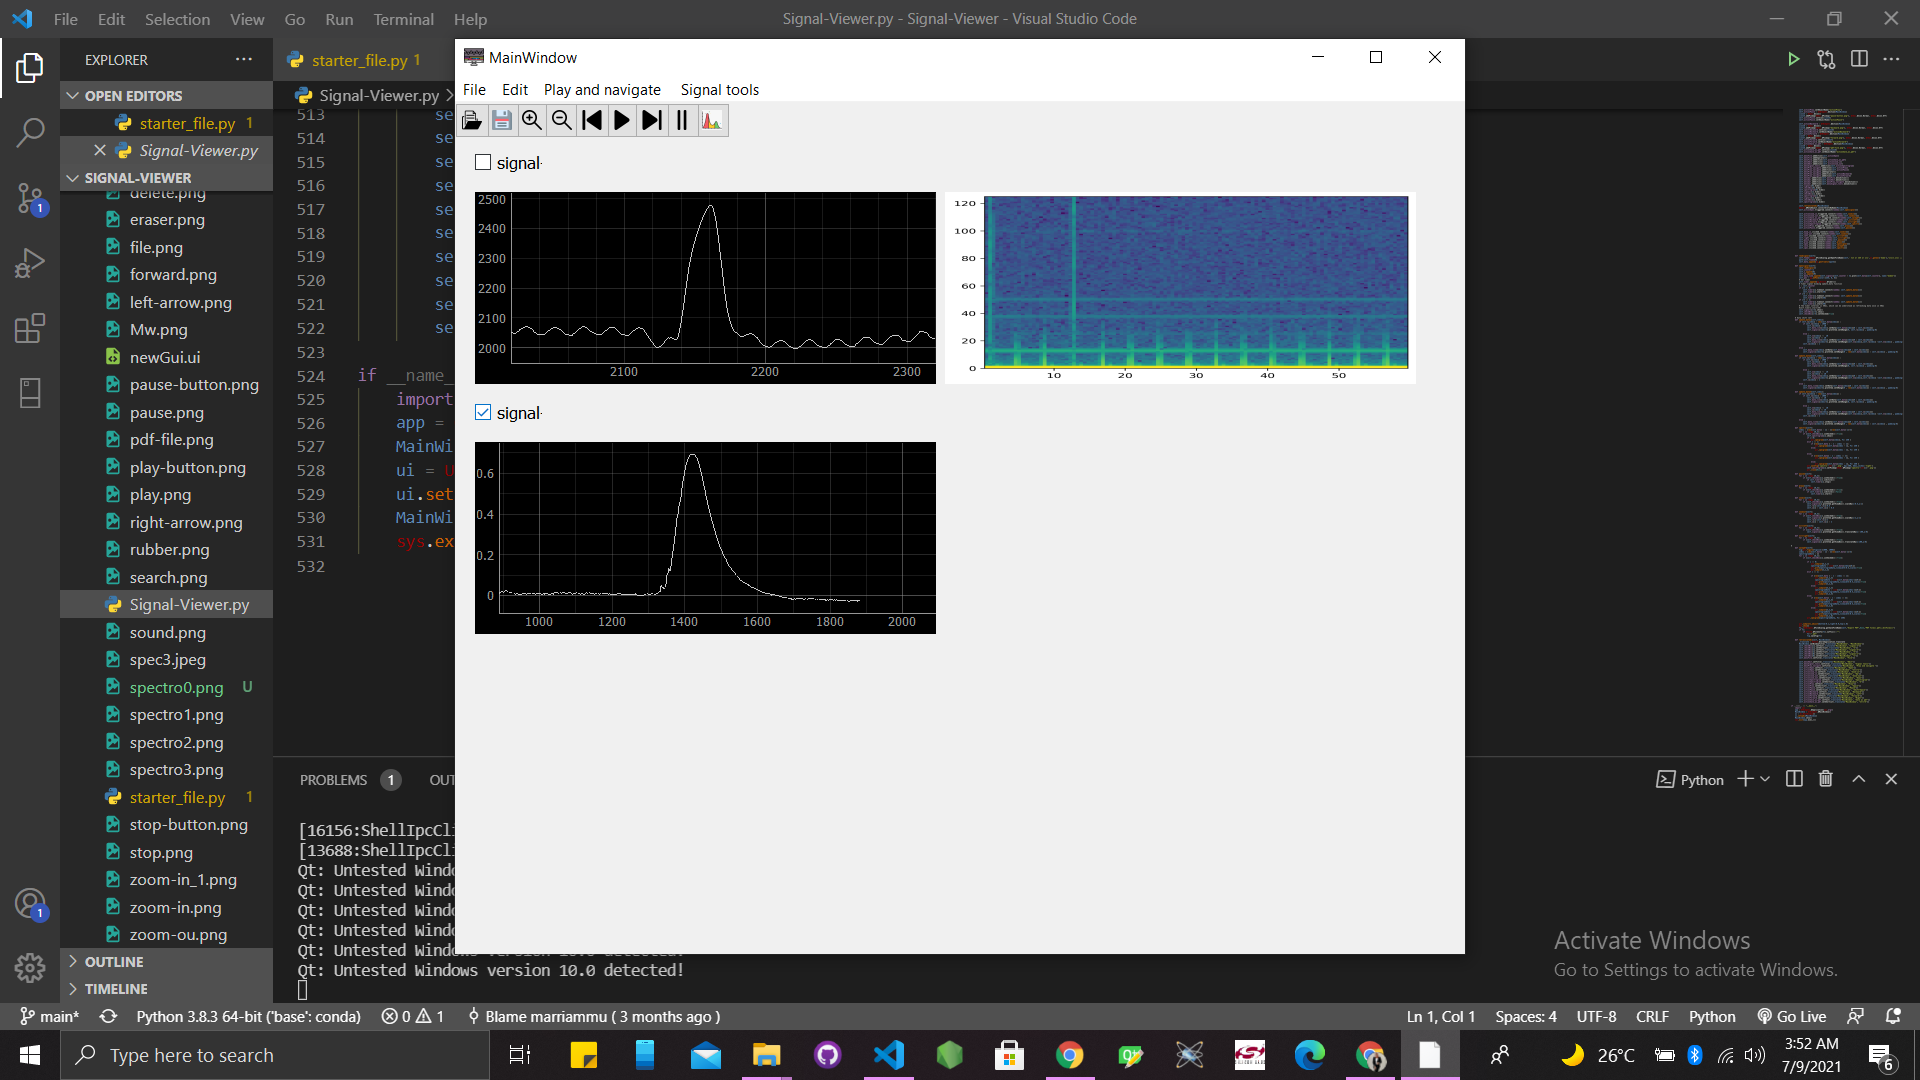 File Edit Selection View Go Run Terminal Help
Signal-Viewer.py - Signal-Viewer - Visual Studio Code
EXPLORER
OPEN EDITORS
starter_file.py 1
Signal-Viewer.py
SIGNAL-VIEWER
delete.png
eraser.png
file.png
forward.png
left-arrow.png
Mw.png
newGui.ui
pause-button.png
pause.png
pdf-file.png
play-button.png
play.png
right-arrow.png
rubber.png
search.png
Signal-Viewer.py
sound.png
spec3.jpeg
spectro0.png U
spectro1.png
spectro2.png
spectro3.png
starter_file.py 1
stop-button.png
stop.png
zoom-in_1.png
zoom-in.png
zoom-ou.png
OUTLINE
TIMELINE
1
1
starter_file.py 1
Signal-Viewer.py
513 se
514 se
515 se
516 se
517 se
518 se
519 se
520 se
521 se
522 se
523
524 if __name_
525 import
526 app =
527 MainWi
528 ui =
529 ui.set
530 MainWi
531 sys.ex
532
MainWindow
File Edit Play and navigate Signal tools
signal
2500
2400
2300
2200
2100
2000
2100 2200 2300
120
100
80
60
40
20
0
10 20 30 40 50
signal
0.6
0.4
0.2
0
1000 1200 1400 1600 1800 2000
PROBLEMS 1 OUT
Python
[16156:ShellIpcCli
[13688:ShellIpcCli
Qt: Untested Windo
Qt: Untested Windo
Qt: Untested Windo
Qt: Untested Windo
Qt: Untested Windows version 10.0 detected!
Qt: Untested Windows version 10.0 detected!
Activate Windows
Go to Settings to activate Windows.
main* Python 3.8.3 64-bit ('base': conda) 0 1 Blame marriammu ( 3 months ago )
Ln 1, Col 1 Spaces: 4 UTF-8 CRLF Python Go Live
Type here to search
26°C
3:52 AM
7/9/2021
6